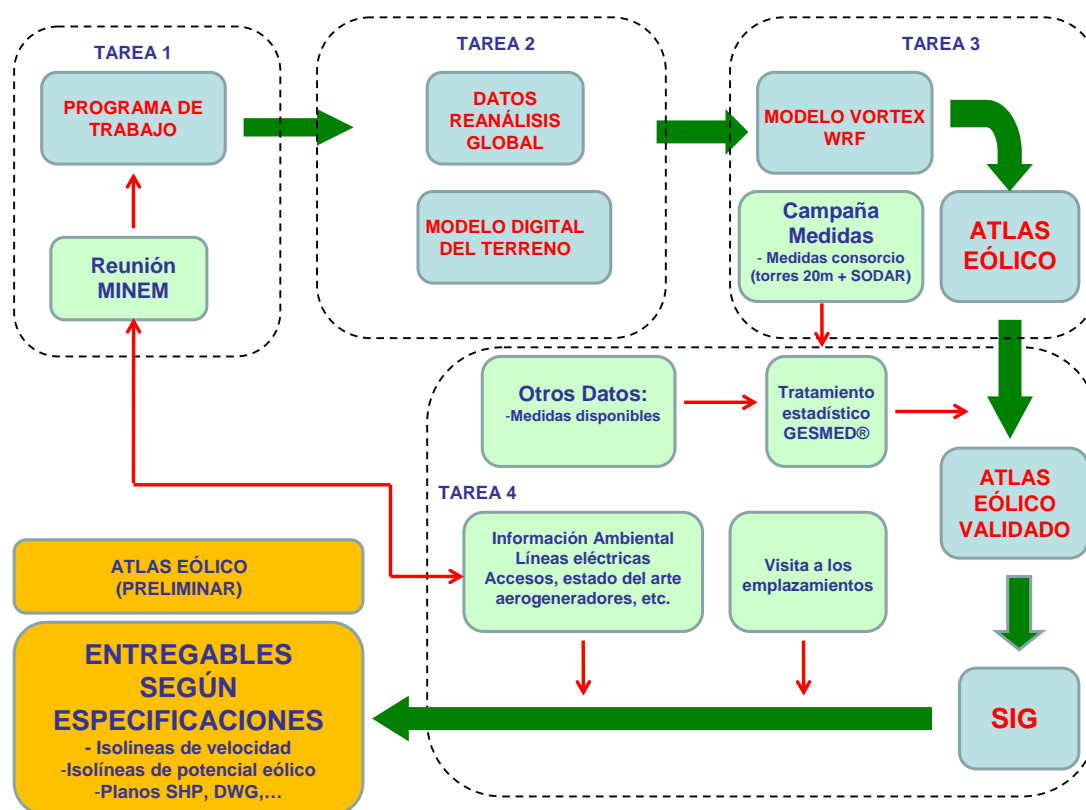 TAREA 1
PROGRAMA DE
TRABAJO
Reunión
MINEM
TAREA 2
DATOS
REANÁLISIS
GLOBAL
MODELO DIGITAL
DEL TERRENO
TAREA 3
MODELO VORTEX
WRF
Campaña
Medidas
- Medidas consorcio
(torres 20m + SODAR)
ATLAS
EÓLICO
Otros Datos:
-Medidas disponibles
Tratamiento
estadístico
GESMED®
ATLAS
EÓLICO
VALIDADO
TAREA 4
Información Ambiental
Líneas eléctricas
Accesos, estado del arte
aerogeneradores, etc.
Visita a los
emplazamientos
SIG
ATLAS EÓLICO
(PRELIMINAR)
ENTREGABLES
SEGÚN
ESPECIFICACIONES
- Isolineas de velocidad
-Isolíneas de potencial eólico
-Planos SHP, DWG,…